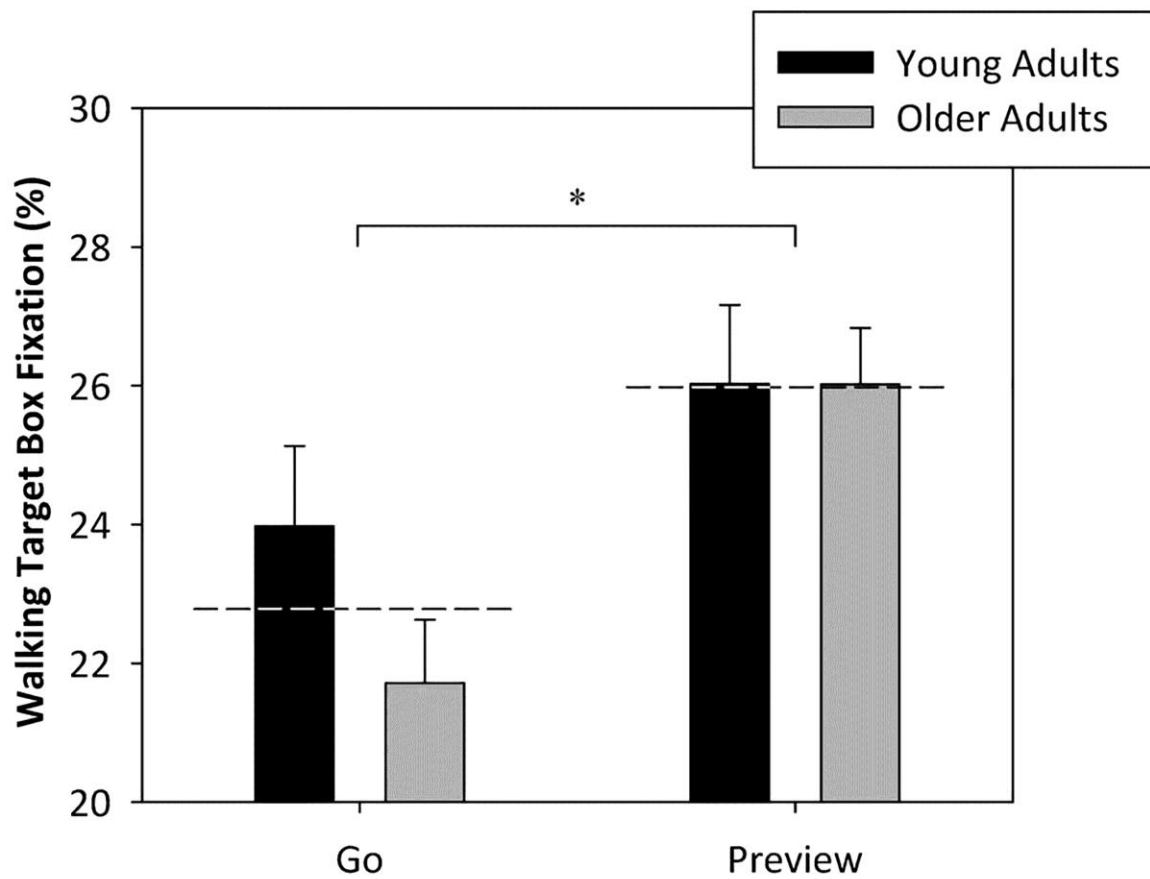 Young Adults
Older Adults
Walking Target Box Fixation (%)
30
28
26
24
22
20
*
Go
Preview